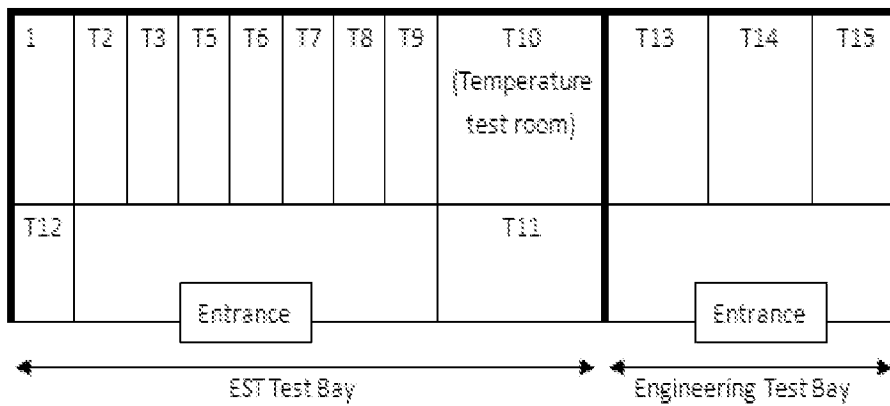 1
T2
T3
T5
T6
T7
T8
T9
T10
(Temperature
test room)
T13
T14
T15
T12
T11
Entrance
Entrance
EST Test Bay
Engineering Test Bay